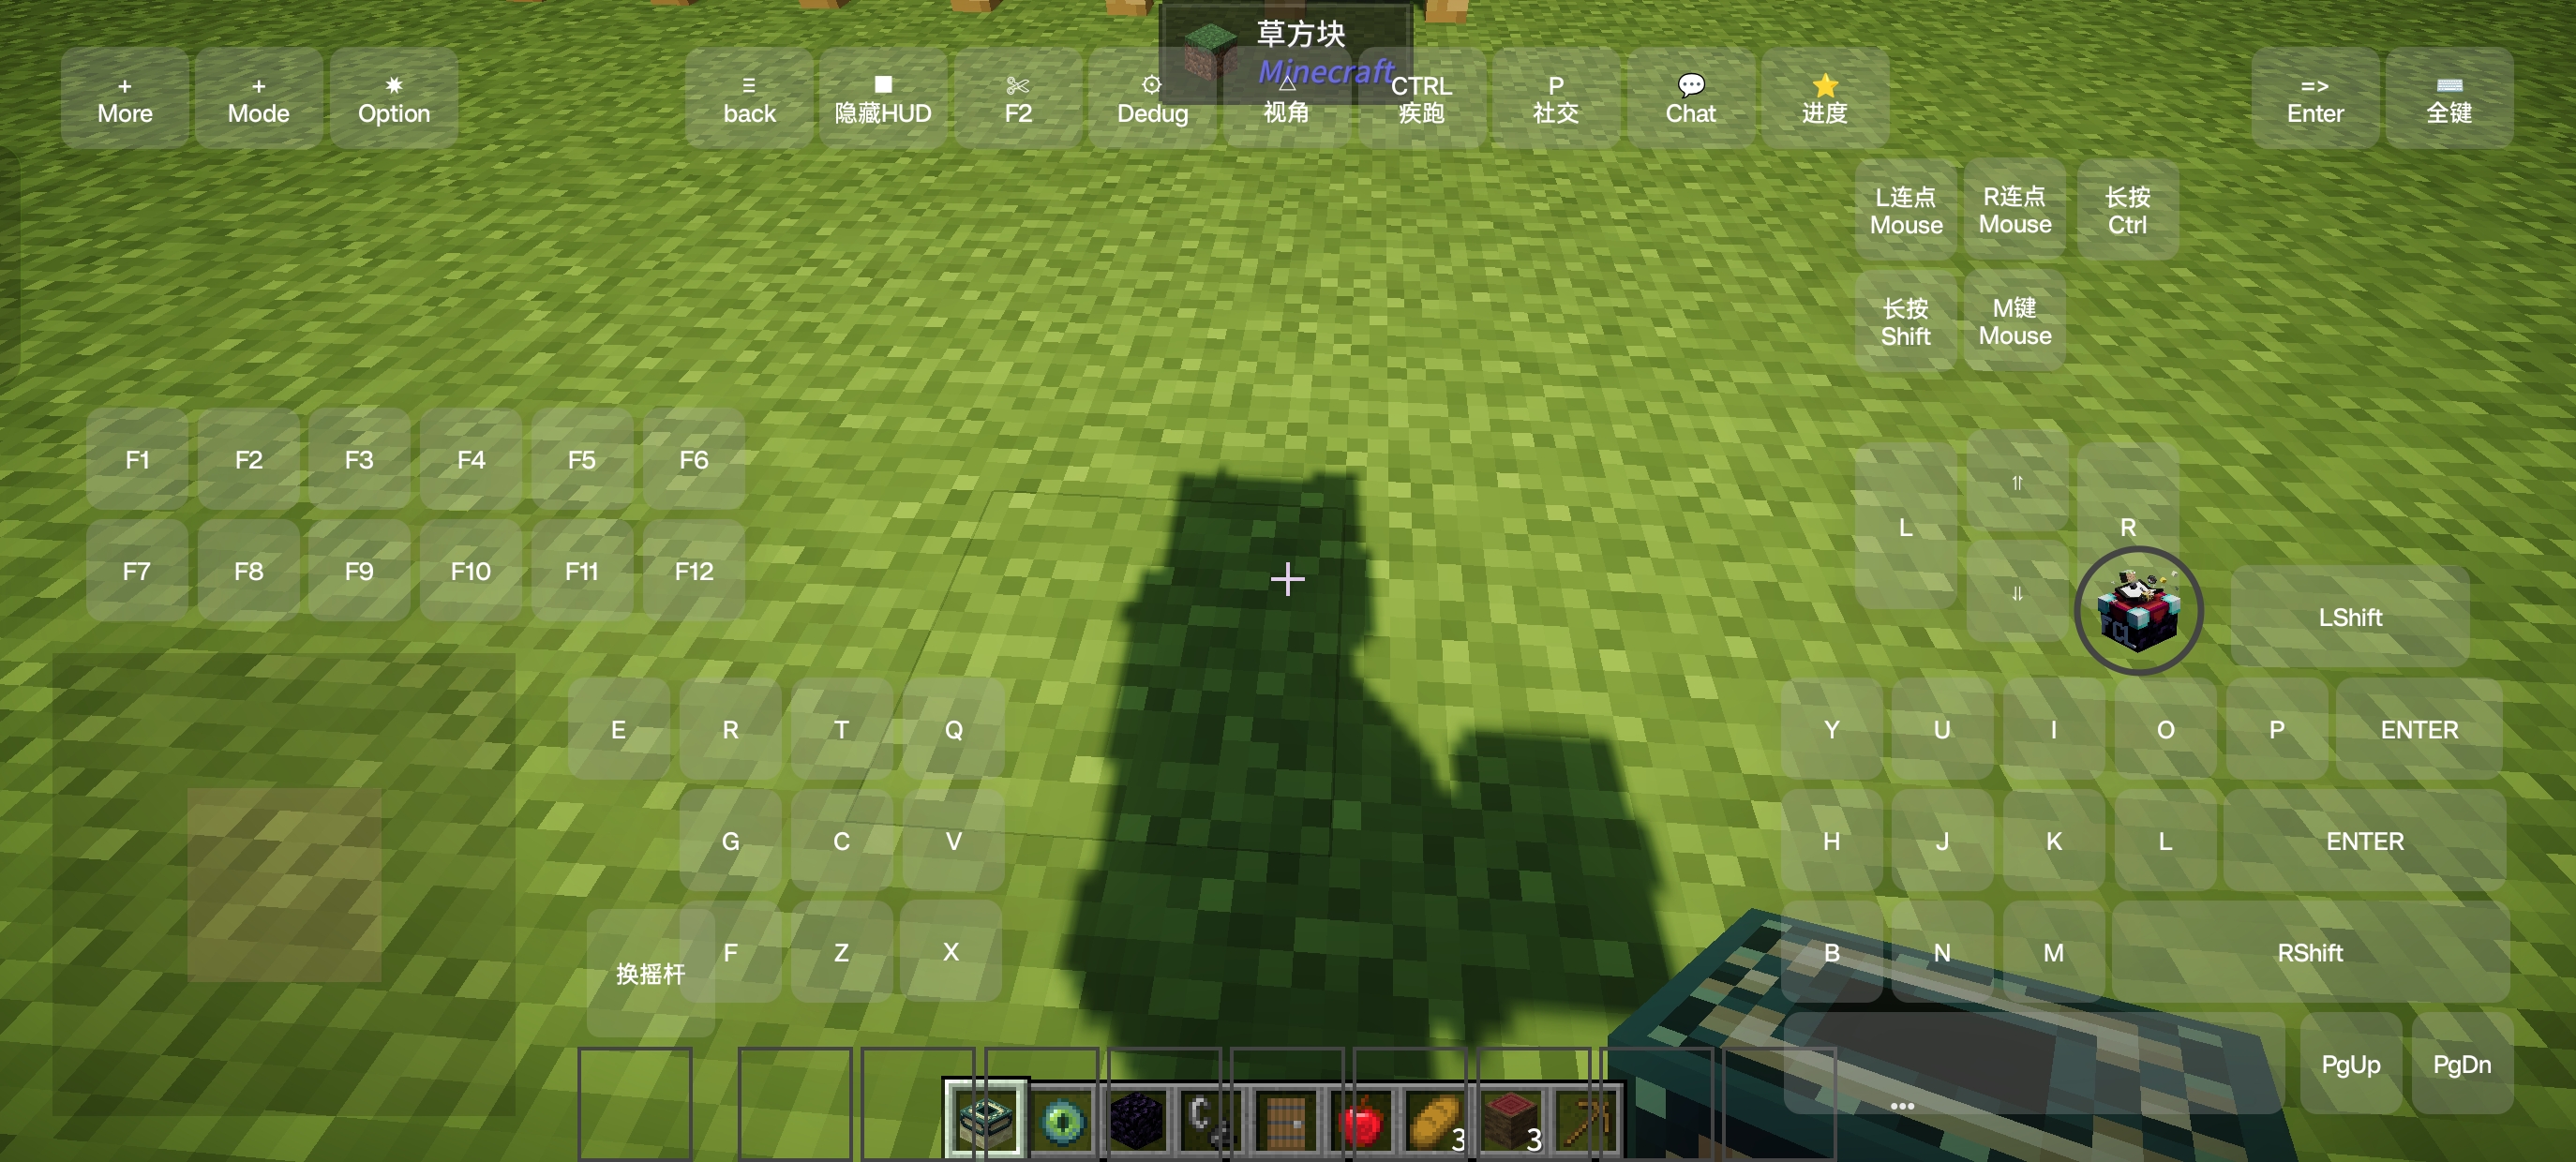 草方块
Minecraft
+
More
+
Mode
Option
back
隐藏HUD
F2
Dedug
视角
CTRL
疾跑
P
社交
Chat
进度
=>
Enter
全键
L连点
Mouse
R连点
Mouse
长按
Ctrl
长按
Shift
M键
Mouse
F1
F2
F3
F4
F5
F6
L
R
F7
F8
F9
F10
F11
F12
FCL
LShift
E
R
T
Q
Y
U
I
O
P
ENTER
G
C
V
H
J
K
L
ENTER
换摇杆
F
Z
X
B
N
M
RShift
PgUp
PgDn
...
3
3